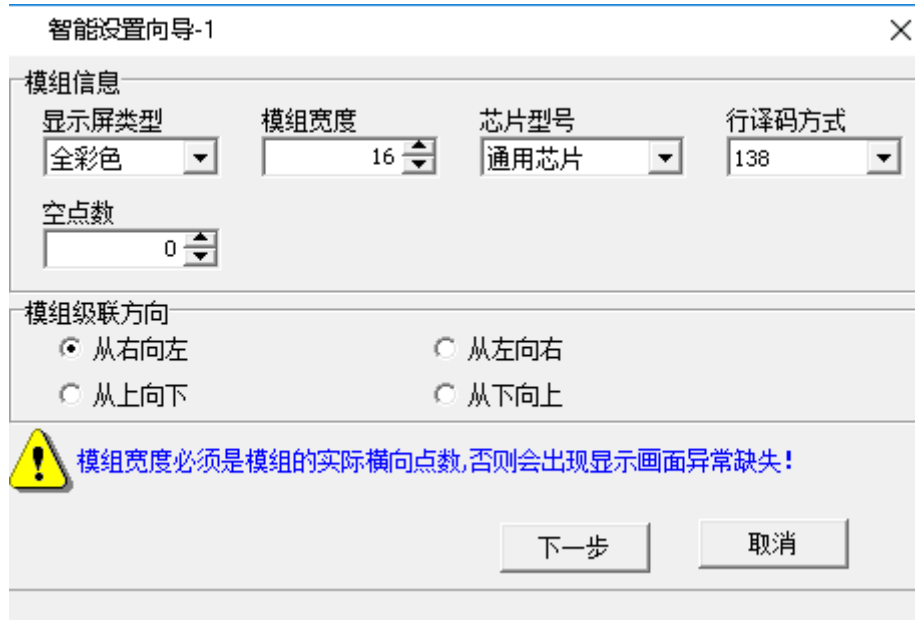 智能设置向导-1
模组信息
显示屏类型 模组宽度 芯片型号 行译码方式
全彩色 16 通用芯片 138
空点数
0
模组级联方向
从右向左 从左向右
从上向下 从下向上
模组宽度必须是模组的实际横向点数,否则会出现显示画面异常缺失!
下一步 取消